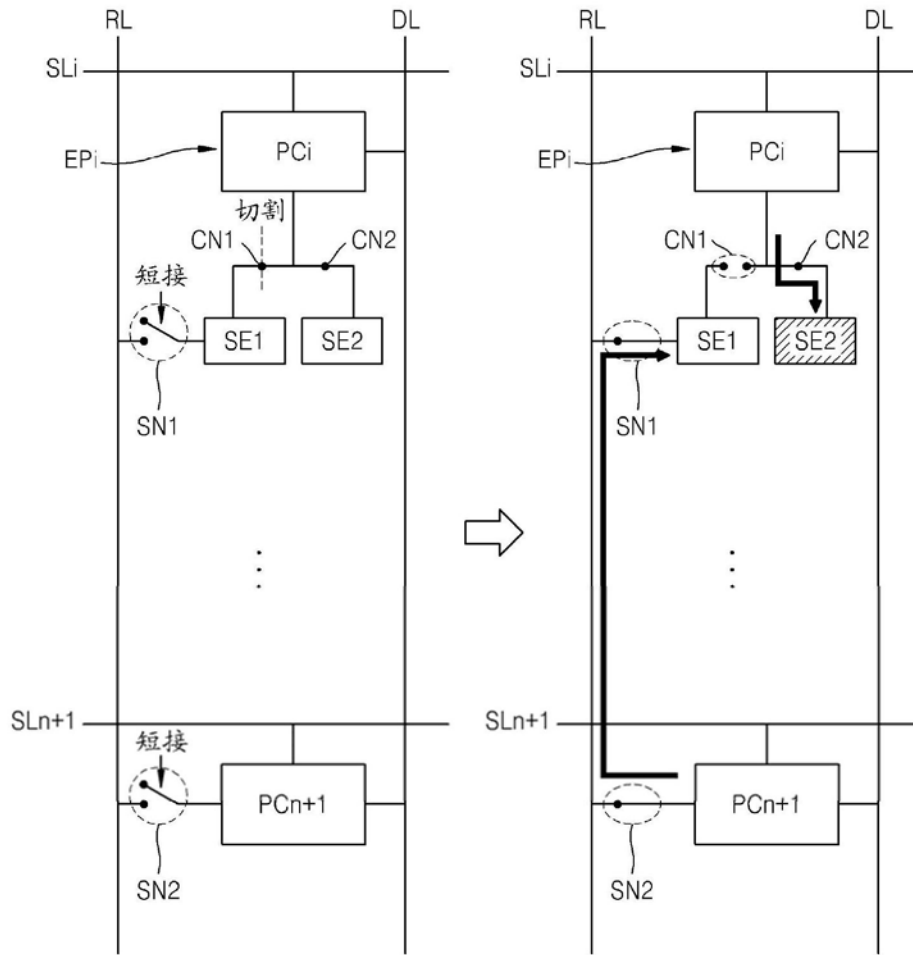 RL DL RL DL
SLi SLi
PCi PCi
EPi EPi
切割
CN1 CN2 CN1 CN2
短接
SE1 SE2 SE1 SE2
SN1 SN1
SLn+1 SLn+1
短接
PCn+1 PCn+1
SN2 SN2